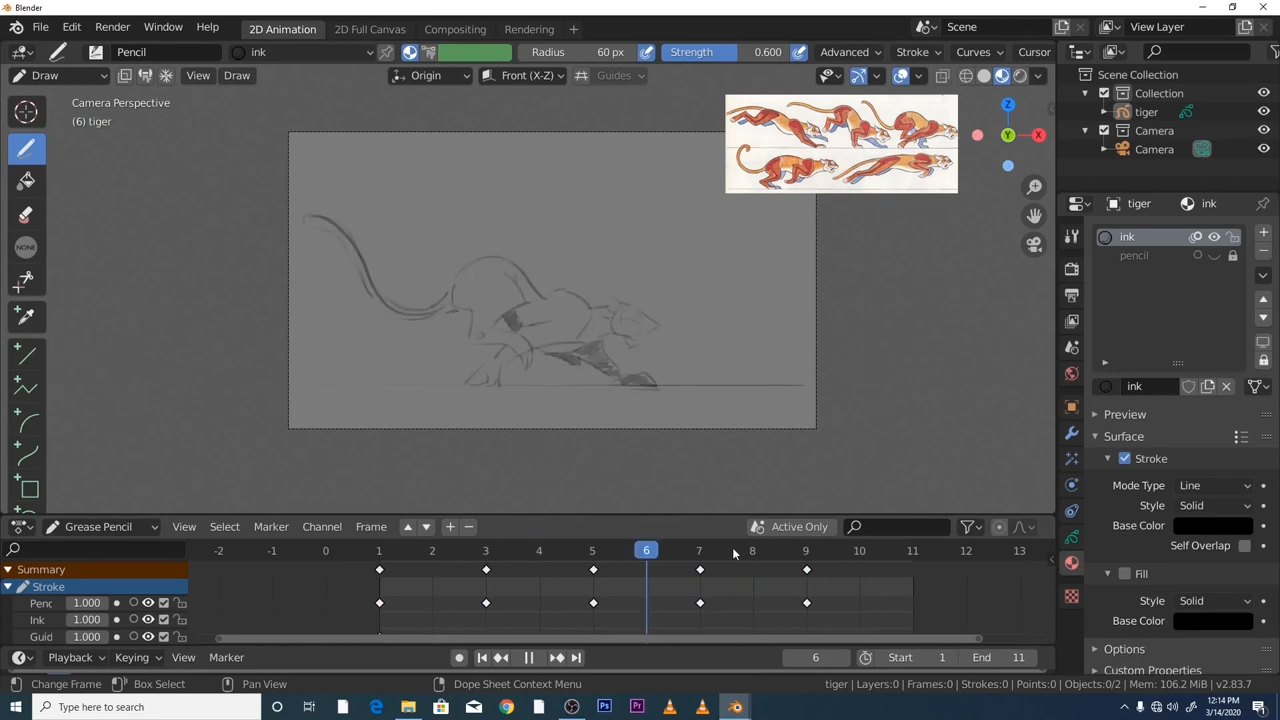 Blender
File Edit Render Window Help 2D Animation 2D Full Canvas Compositing Rendering Scene View Layer
Pencil ink Radius 60 px Strength 0.600 Advanced Stroke Curves Cursor
Draw View Draw Origin Front (X-Z) Guides
Scene Collection
Camera Perspective
(6) tiger
Collection
tiger
Camera
Camera
Z
Y
X
tiger ink
ink
pencil
NONE
ink
Preview
Surface
Stroke
Mode Type Line
Style Solid
Base Color
Self Overlap
Fill
Style Solid
Base Color
Options
Custom Properties
Grease Pencil View Select Marker Channel Frame Active Only
-2 -1 0 1 2 3 4 5 6 7 8 9 10 11 12 13
Summary
Stroke
Penc 1.000
Ink 1.000
Guid 1.000
Playback Keying View Marker 6 Start 1 End 11
Change Frame Box Select Pan View Dope Sheet Context Menu tiger | Layers:0 | Frames:0 | Strokes:0 | Points:0 | Objects:0/2 | Mem: 106.2 MiB | v2.83.7
Type here to search
12:14 PM
3/14/2020